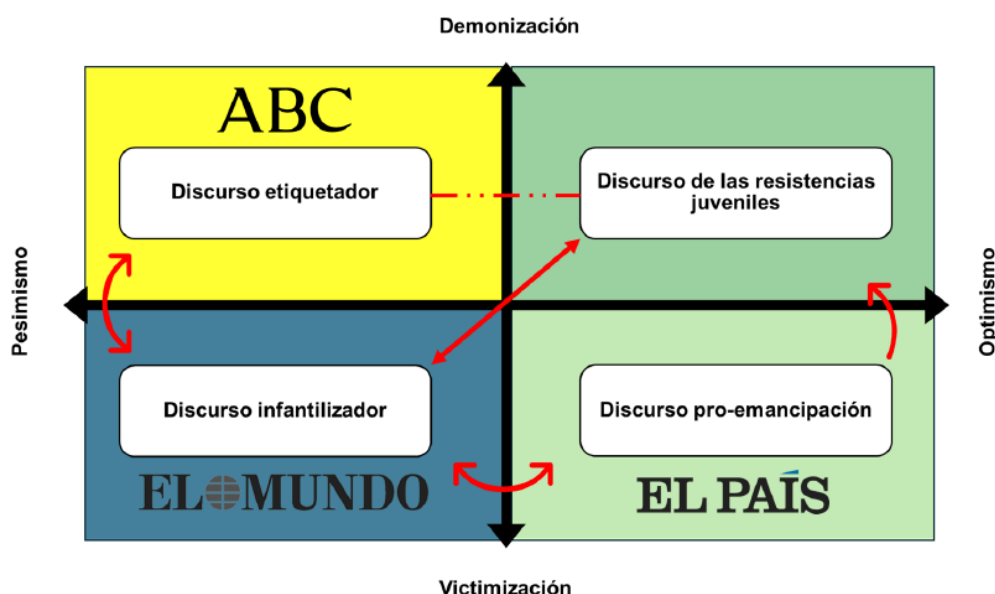 Demonización
ABC
Discurso etiquetador
Discurso de las resistencias
juveniles
Pesimismo
Optimismo
Discurso infantilizador
Discurso pro-emancipación
EL MUNDO
EL PAÍS
Victimización